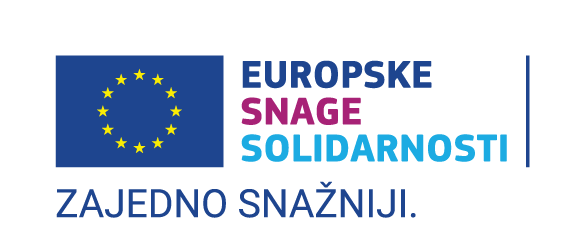 EUROPSKE
SNAGE
SOLIDARNOSTI
ZAJEDNO SNAŽNIJI.